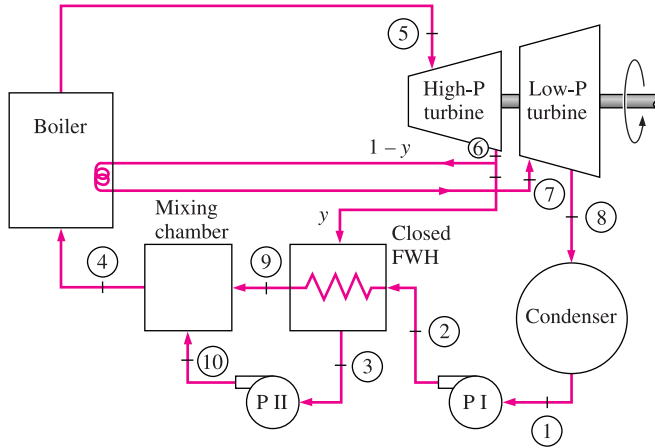 5
High-P
turbine
Low-P
turbine
Boiler
1 – y
6
7
8
Mixing
chamber
y
Closed
FWH
4
9
2
Condenser
10
3
P II
P I
1